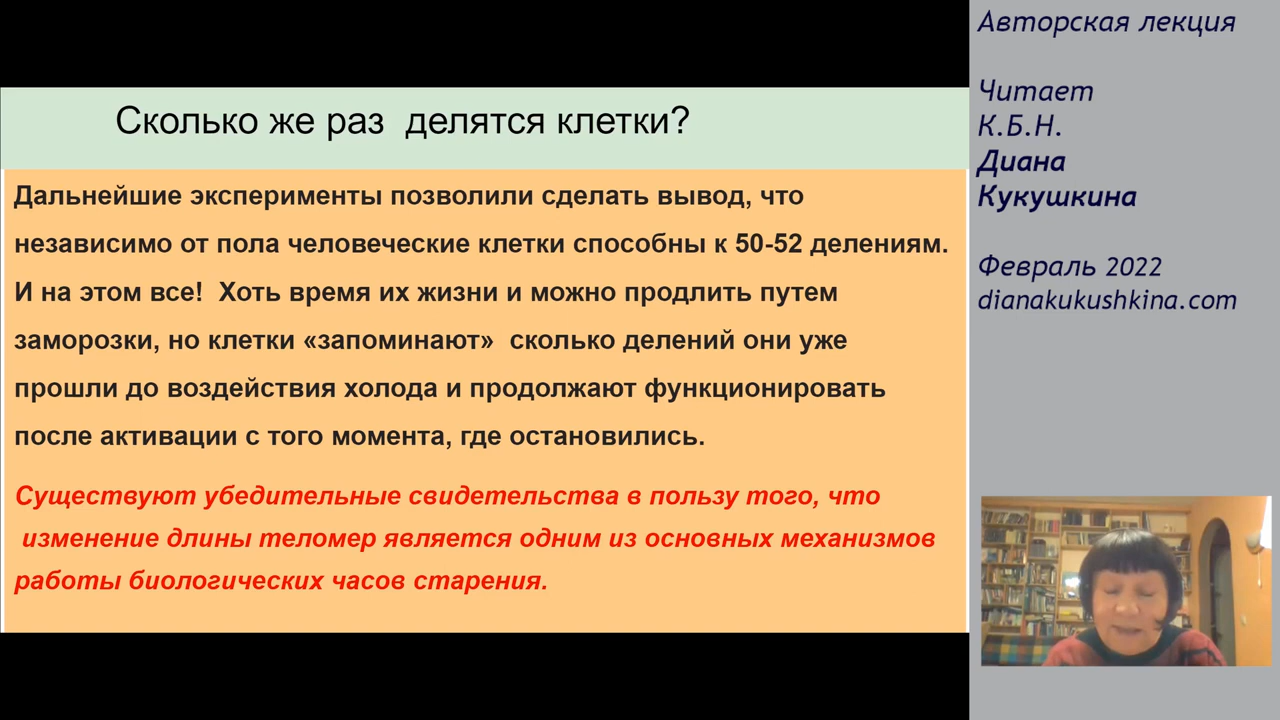 Сколько же раз  делятся клетки?
Дальнейшие эксперименты позволили сделать вывод, что
независимо от пола человеческие клетки способны к 50-52 делениям.
И на этом все!  Хоть время их жизни и можно продлить путем
заморозки, но клетки «запоминают»  сколько делений они уже
прошли до воздействия холода и продолжают функционировать
после активации с того момента, где остановились.
Существуют убедительные свидетельства в пользу того, что
изменение длины теломер является одним из основных механизмов
работы биологических часов старения.
Авторская лекция
Читает
К.Б.Н.
Диана
Кукушкина
Февраль 2022
dianakukushkina.com